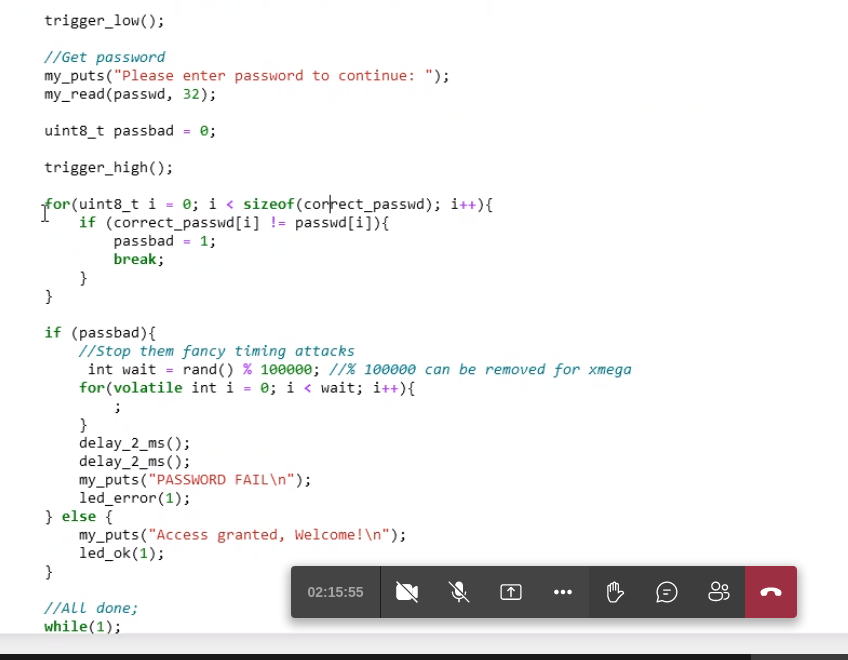 trigger_low();
//Get password
my_puts("Please enter password to continue: ");
my_read(passwd, 32);
uint8_t passbad = 0;
trigger_high();
for(uint8_t i = 0; i < sizeof(correct_passwd); i++){
if (correct_passwd[i] != passwd[i]){
passbad = 1;
break;
}
}
if (passbad){
//Stop them fancy timing attacks
int wait = rand() % 100000; //% 100000 can be removed for xmega
for(volatile int i = 0; i < wait; i++){
;
}
delay_2_ms();
delay_2_ms();
my_puts("PASSWORD FAIL\n");
led_error(1);
} else {
my_puts("Access granted, Welcome!\n");
led_ok(1);
}
//All done;
while(1);
02:15:55